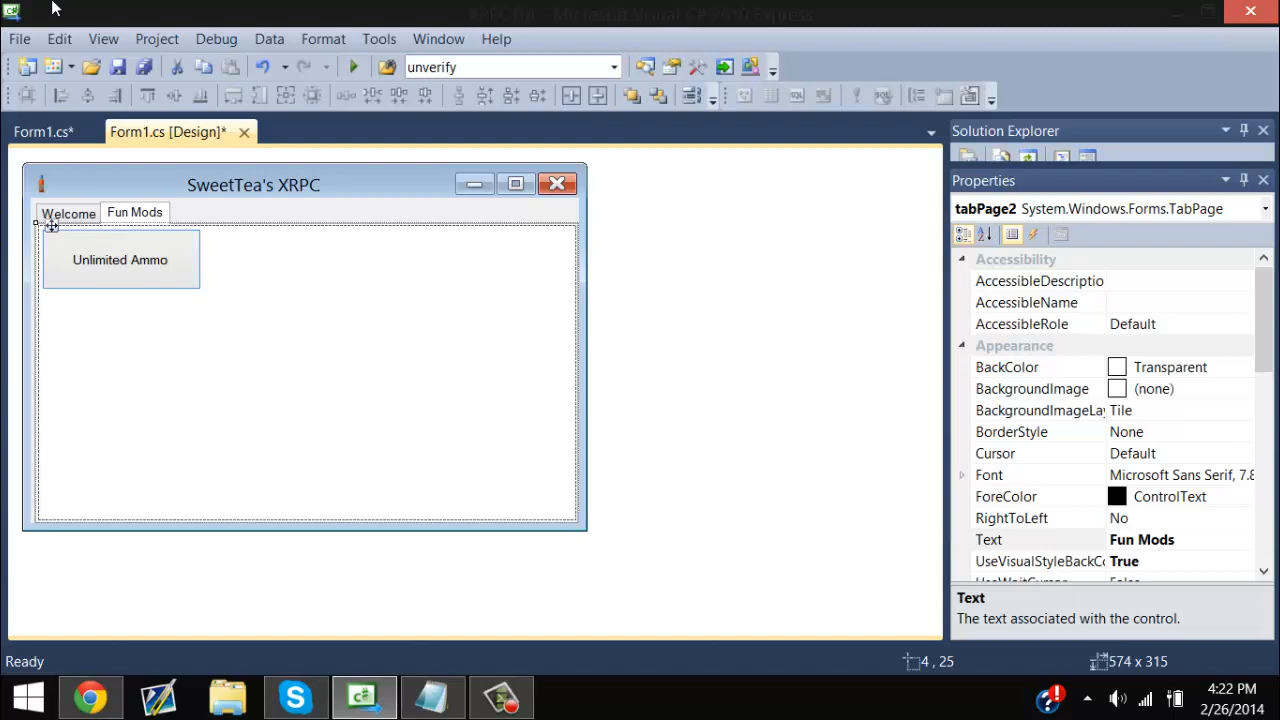 File Edit View Project Debug Data Format Tools Window Help
unverify
Form1.cs*
Form1.cs [Design]*
SweetTea's XRPC
Welcome
Fun Mods
Unlimited Ammo
Solution Explorer
Properties
tabPage2 System.Windows.Forms.TabPage
Accessibility
AccessibleDescriptio
AccessibleName
AccessibleRole Default
Appearance
BackColor Transparent
BackgroundImage (none)
BackgroundImageLay Tile
BorderStyle None
Cursor Default
Font Microsoft Sans Serif, 7.8
ForeColor ControlText
RightToLeft No
Text Fun Mods
UseVisualStyleBackCo True
UseWaitCursor False
Text
The text associated with the control.
Ready
4 , 25
574 x 315
4:22 PM
2/26/2014